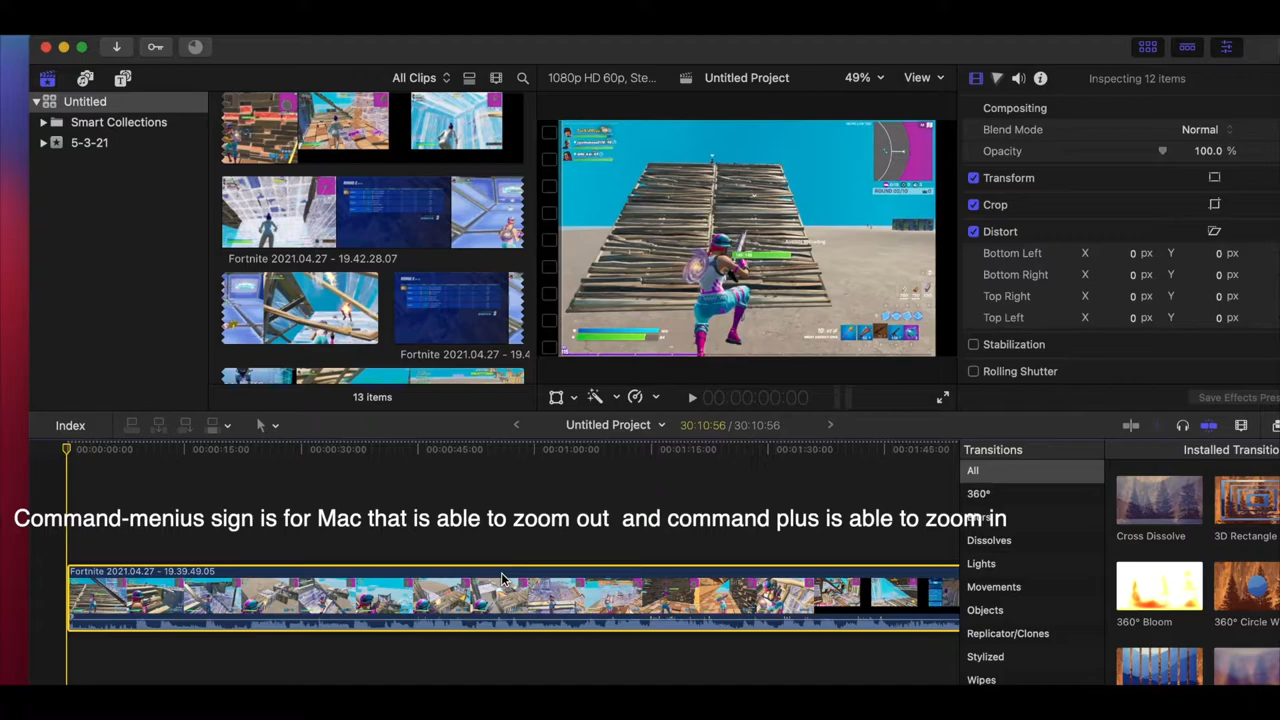 All Clips
1080p HD 60p, Ste...
Untitled Project
49%
View
Inspecting 12 items
Untitled
Smart Collections
5-3-21
Fortnite 2021.04.27 - 19.42.28.07
Fortnite 2021.04.27 - 19.4
13 items
Compositing
Blend Mode
Normal
Opacity
100.0 %
Transform
Crop
Distort
Bottom Left X 0 px Y 0 px
Bottom Right X 0 px Y 0 px
Top Right X 0 px Y 0 px
Top Left X 0 px Y 0 px
Stabilization
Rolling Shutter
Save Effects Pres
00:00:00:00
Index
Untitled Project
30:10:56 / 30:10:56
00:00:00:00
00:00:15:00
00:00:30:00
00:00:45:00
00:01:00:00
00:01:15:00
00:01:30:00
00:01:45:00
Transitions
Installed Transitio
All
360°
Command-menius sign is for Mac that is able to zoom out and command plus is able to zoom in
Dissolves
Lights
Movements
Objects
Replicator/Clones
Stylized
Wipes
Cross Dissolve
3D Rectangle
360° Bloom
360° Circle W
Fortnite 2021.04.27 - 19.39.49.05